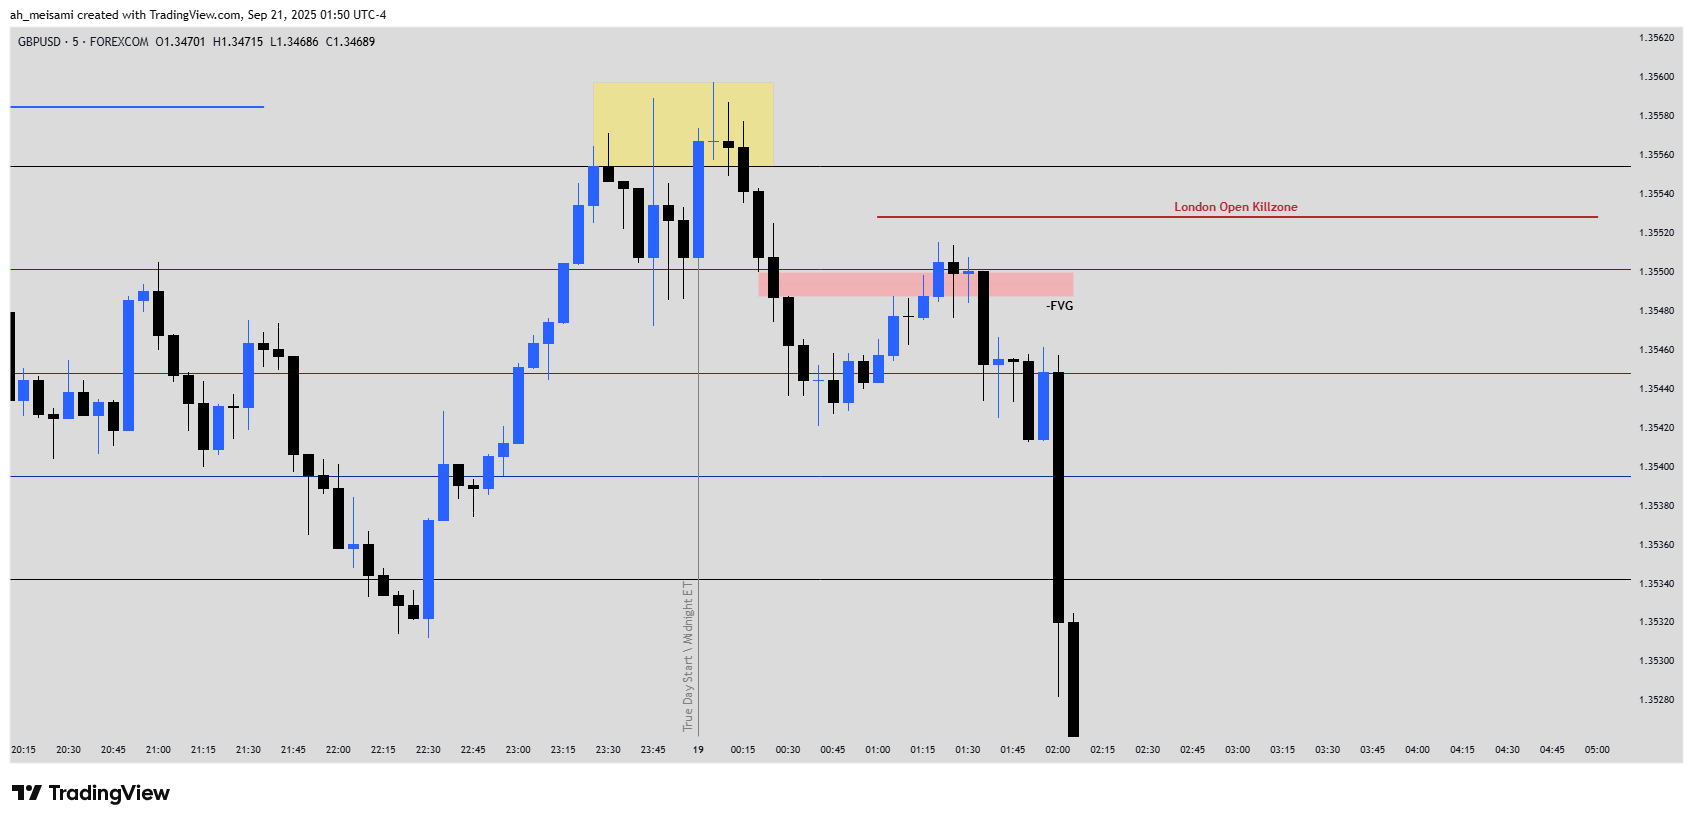 ah_meisami created with TradingView.com, Sep 21, 2025 01:50 UTC-4
GBPUSD · 5 · FOREXCOM O1.34701 H1.34715 L1.34686 C1.34689
1.35620
1.35600
1.35580
1.35560
1.35540
London Open Killzone
1.35520
1.35500
-FVG
1.35480
1.35460
1.35440
1.35420
1.35400
1.35380
1.35360
1.35340
1.35320
1.35300
1.35280
True Day Start \ Midnight ET
20:15 20:30 20:45 21:00 21:15 21:30 21:45 22:00 22:15 22:30 22:45 23:00 23:15 23:30 23:45 19 00:15 00:30 00:45 01:00 01:15 01:30 01:45 02:00 02:15 02:30 02:45 03:00 03:15 03:30 03:45 04:00 04:15 04:30 04:45 05:00
TradingView